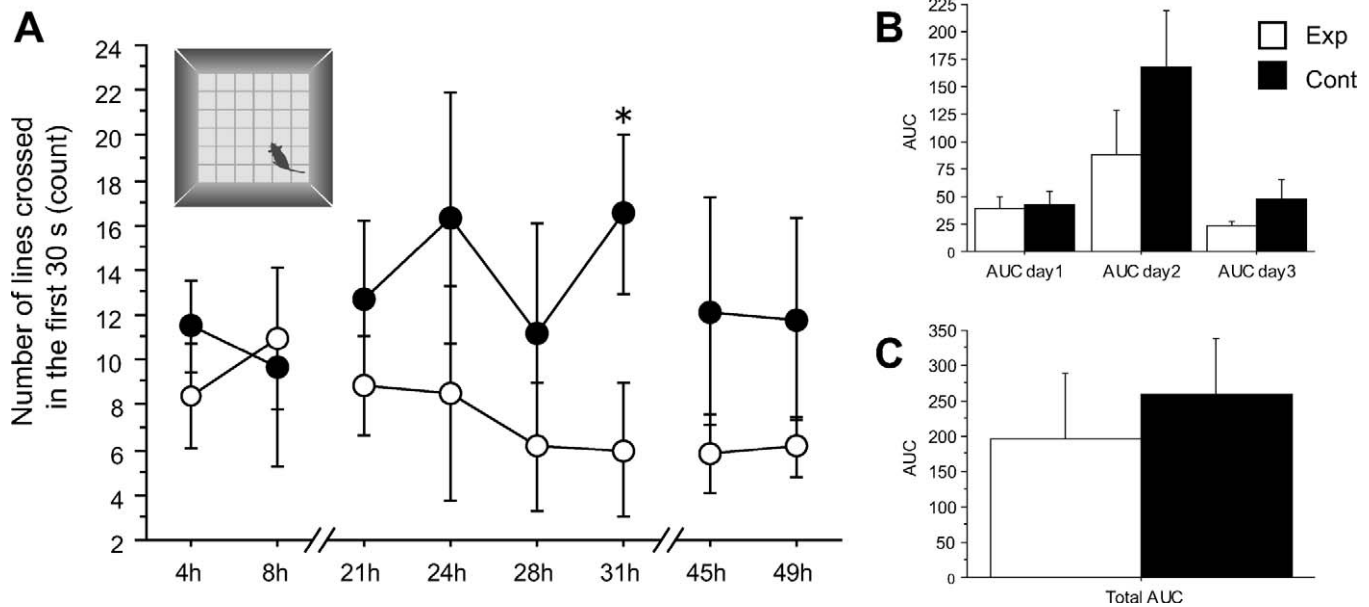 A
Number of lines crossed
in the first 30 s (count)
24
22
20
18
16
14
12
10
8
6
4
2
*
4h 8h 21h 24h 28h 31h 45h 49h
B
AUC
225
200
175
150
125
100
75
50
25
0
AUC day1 AUC day2 AUC day3
Exp
Cont
C
AUC
350
300
250
200
150
100
50
0
Total AUC